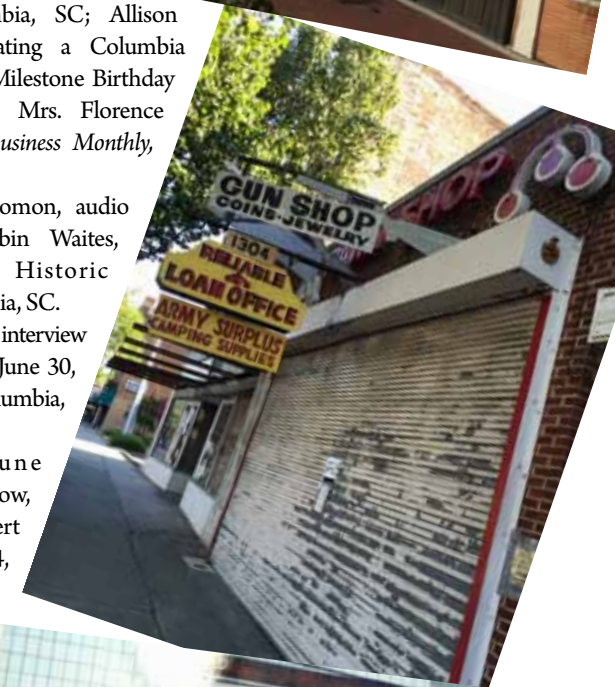 bia, SC; Allison
ating a Columbia
Milestone Birthday
Mrs. Florence
usiness Monthly,
omon, audio
bin Waites,
Historic
ia, SC.
interview
June 30,
lumbia,
une
ow,
ert
4,
SHOP
GUN SHOP
COINS-JEWELRY
1304
RELIABLE
LOAN OFFICE
ARMY SURPLUS
CAMPING SUPPLIES